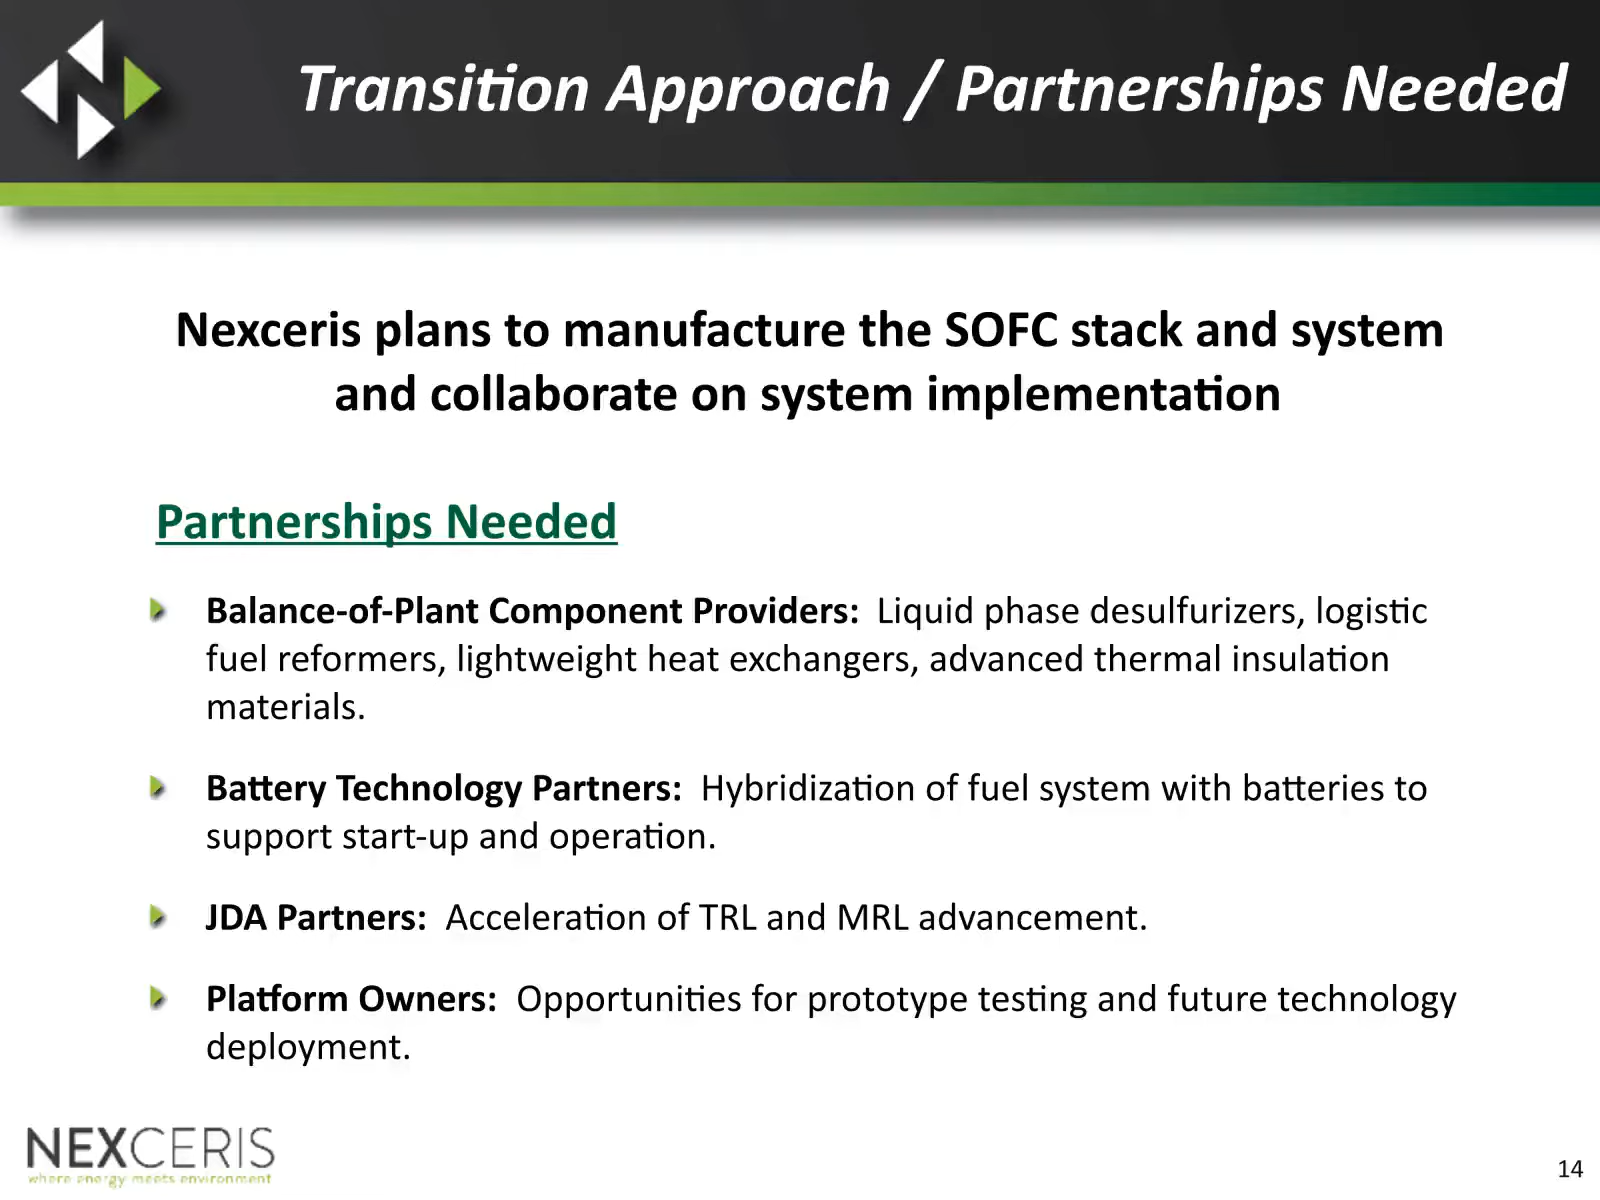 Transition Approach / Partnerships Needed
Nexceris plans to manufacture the SOFC stack and system
and collaborate on system implementation
Partnerships Needed
Balance-of-Plant Component Providers: Liquid phase desulfurizers, logistic
fuel reformers, lightweight heat exchangers, advanced thermal insulation
materials.
Battery Technology Partners: Hybridization of fuel system with batteries to
support start-up and operation.
JDA Partners: Acceleration of TRL and MRL advancement.
Platform Owners: Opportunities for prototype testing and future technology
deployment.
NEXCERIS
where energy meets environment
14